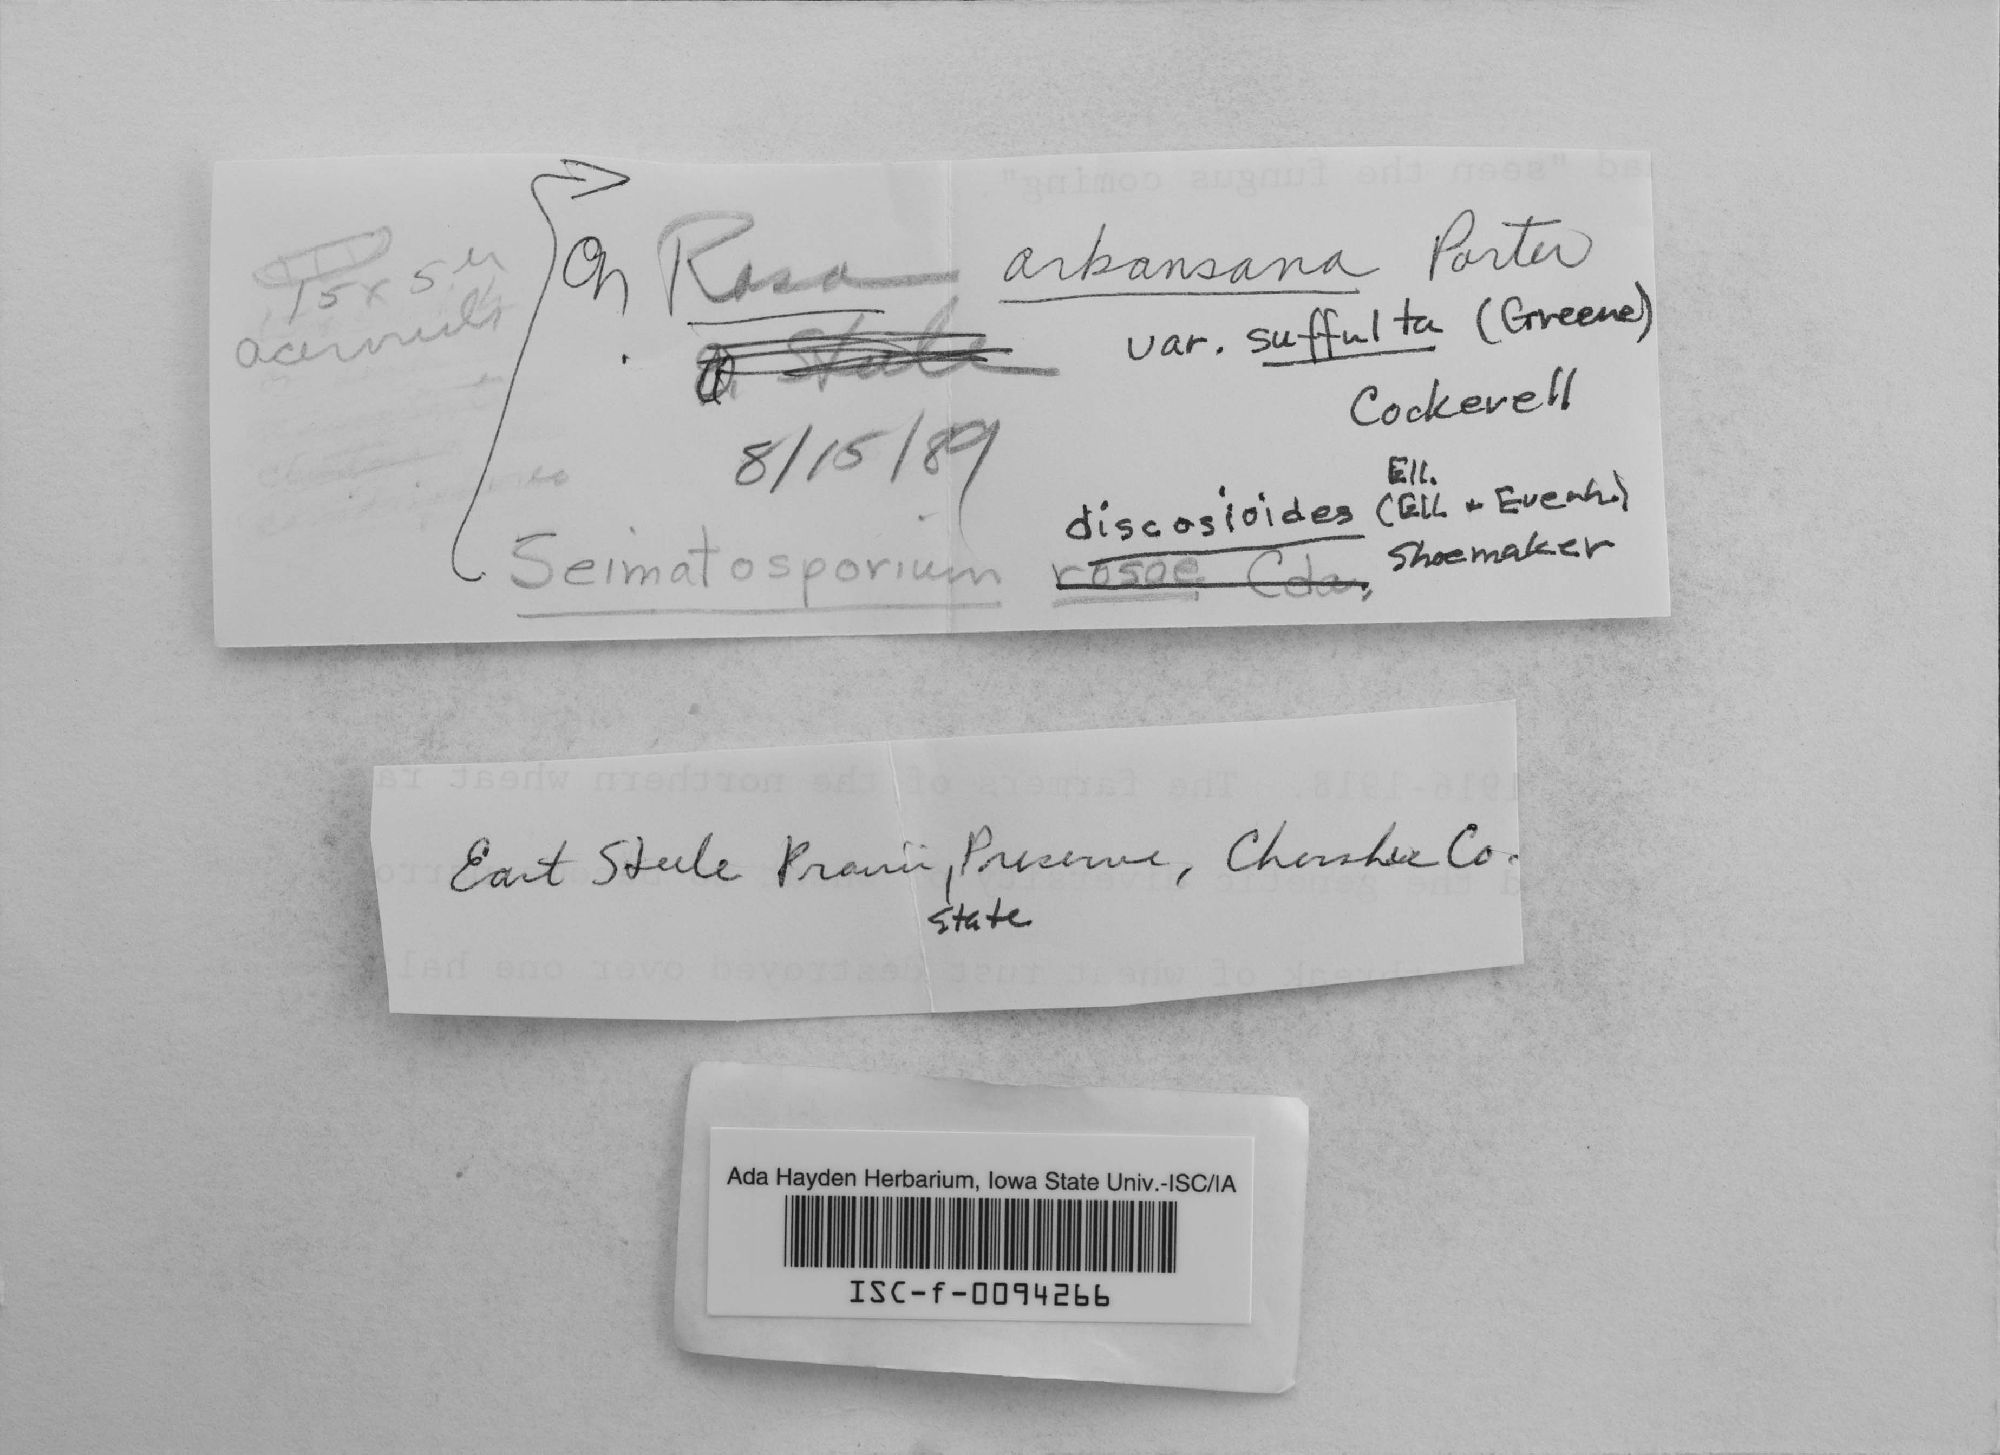 On Rosa arkansana Porter
var. suffulta (Greene)
Cockerell
E. Steele
8/15/89
15 x 5
acervuli
Ell.
discosioides (Ell + Everh.)
Shoemaker
Seimatosporium rosae Cda.
ad "seen the fungus coming".
1916-1918. The farmers of the northern wheat ra
East Steele Prairie, Preserve, Cherokee Co.
State
of wheat rust destroyed over one hal
Ada Hayden Herbarium, Iowa State Univ.-ISC/IA
ISC-f-0094266